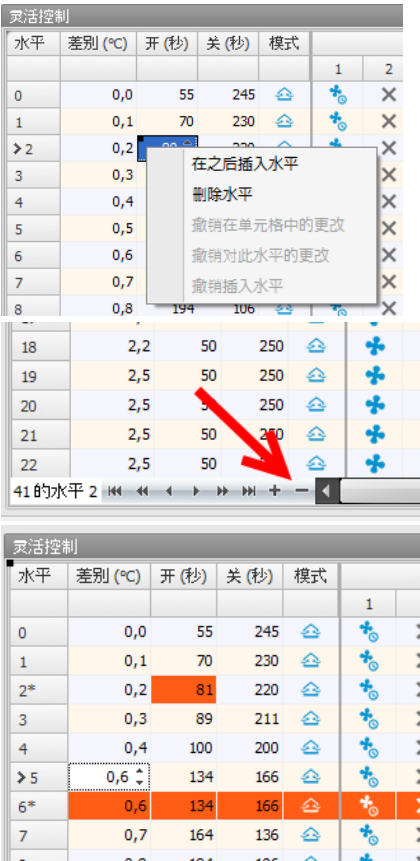 灵活控制
水平 差别 (℃) 开 (秒) 关 (秒) 模式
1 2
0 0,0 55 245
1 0,1 70 230
2 0,2
3 0,3
4 0,4
5 0,5
6 0,6
7 0,7
8 0,8 194 106
在之后插入水平
删除水平
撤销在单元格中的更改
撤销对此水平的更改
撤销插入水平
18 2,2 50 250
19 2,5 50 250
20 2,5 250
21 2,5 50 250
22 2,5 50
41的水平 2
灵活控制
水平 差别 (℃) 开 (秒) 关 (秒) 模式
1
0 0,0 55 245
1 0,1 70 230
2* 0,2 81 220
3 0,3 89 211
4 0,4 100 200
5 0,6 134 166
6* 0,6 134 166
7 0,7 164 136